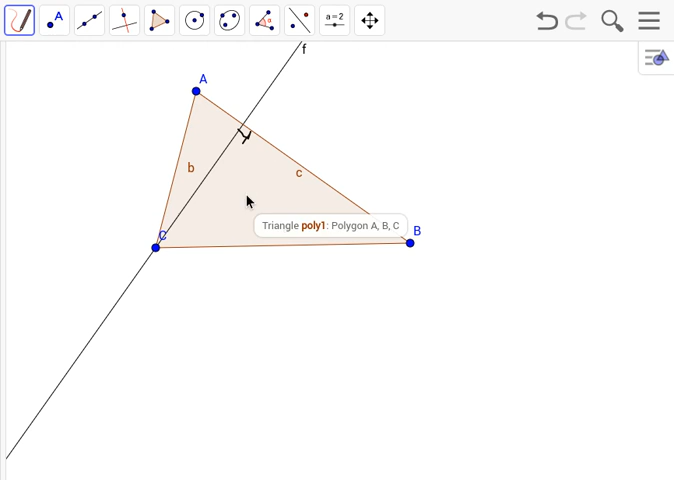 A
α
a = 2
f
A
b
c
C
B
Triangle poly1: Polygon A, B, C